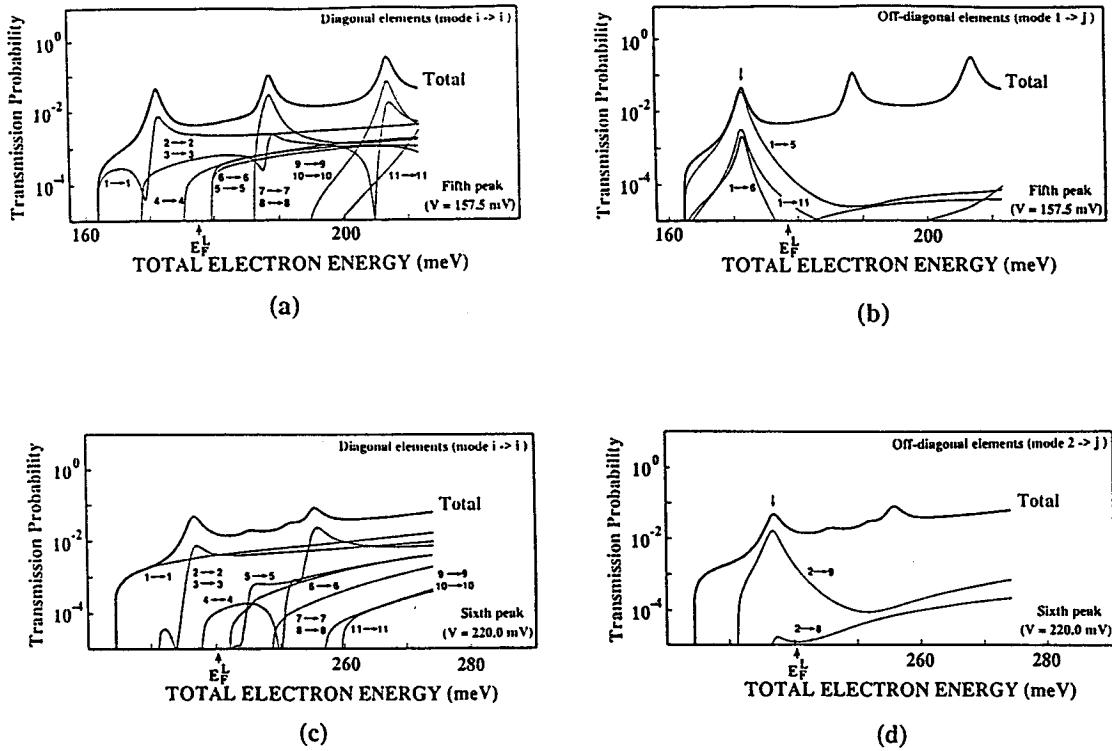 Diagonal elements (mode i -> i)
Transmission Probability
10^0
10^-2
10^-4
Total
2→2
3→3
1→1
4→4
6→6
5→5
9→9
10→10
7→7
8→8
11→11
Fifth peak
(V = 157.5 mV)
160
200
E_F^L
TOTAL ELECTRON ENERGY (meV)
(a)
Off-diagonal elements (mode 1 -> j)
Transmission Probability
10^0
10^-2
10^-4
Total
1→5
1→6
1→11
Fifth peak
(V = 157.5 mV)
160
200
E_F^L
TOTAL ELECTRON ENERGY (meV)
(b)
Diagonal elements (mode i -> i)
Transmission Probability
10^0
10^-2
10^-4
Total
1→1
2→2
3→3
4→4
5→5
6→6
7→7
8→8
9→9
10→10
11→11
Sixth peak
(V = 220.0 mV)
260
280
E_F^L
TOTAL ELECTRON ENERGY (meV)
(c)
Off-diagonal elements (mode 2 -> j)
Transmission Probability
10^0
10^-2
10^-4
Total
2→9
2→8
Sixth peak
(V = 220.0 mV)
260
280
E_F^L
TOTAL ELECTRON ENERGY (meV)
(d)